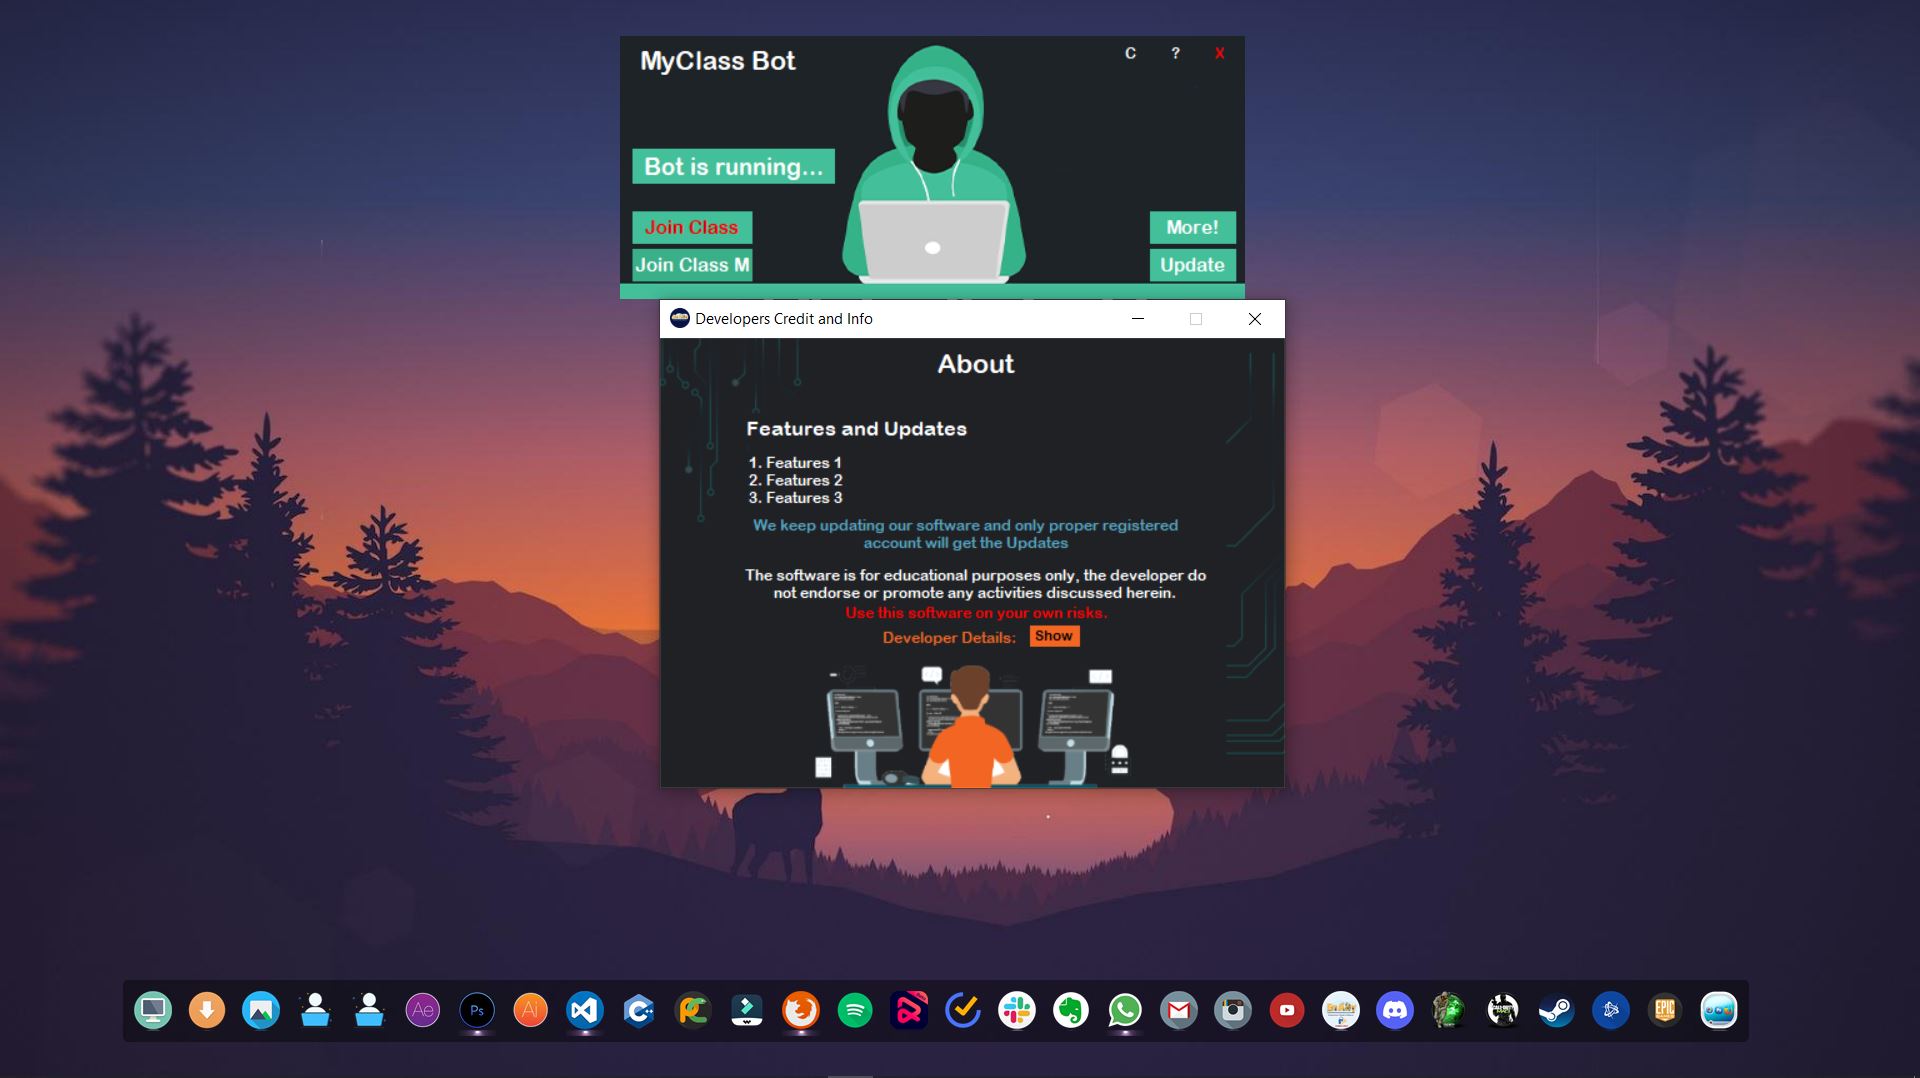 MyClass Bot
C ? X
Bot is running...
Join Class
More!
Join Class M
Update
Developers Credit and Info
About
Features and Updates
1. Features 1
2. Features 2
3. Features 3
We keep updating our software and only proper registered
account will get the Updates
The software is for educational purposes only, the developer do
not endorse or promote any activities discussed herein.
Use this software on your own risks.
Developer Details: Show
Ae
Ps
Ai
EPIC